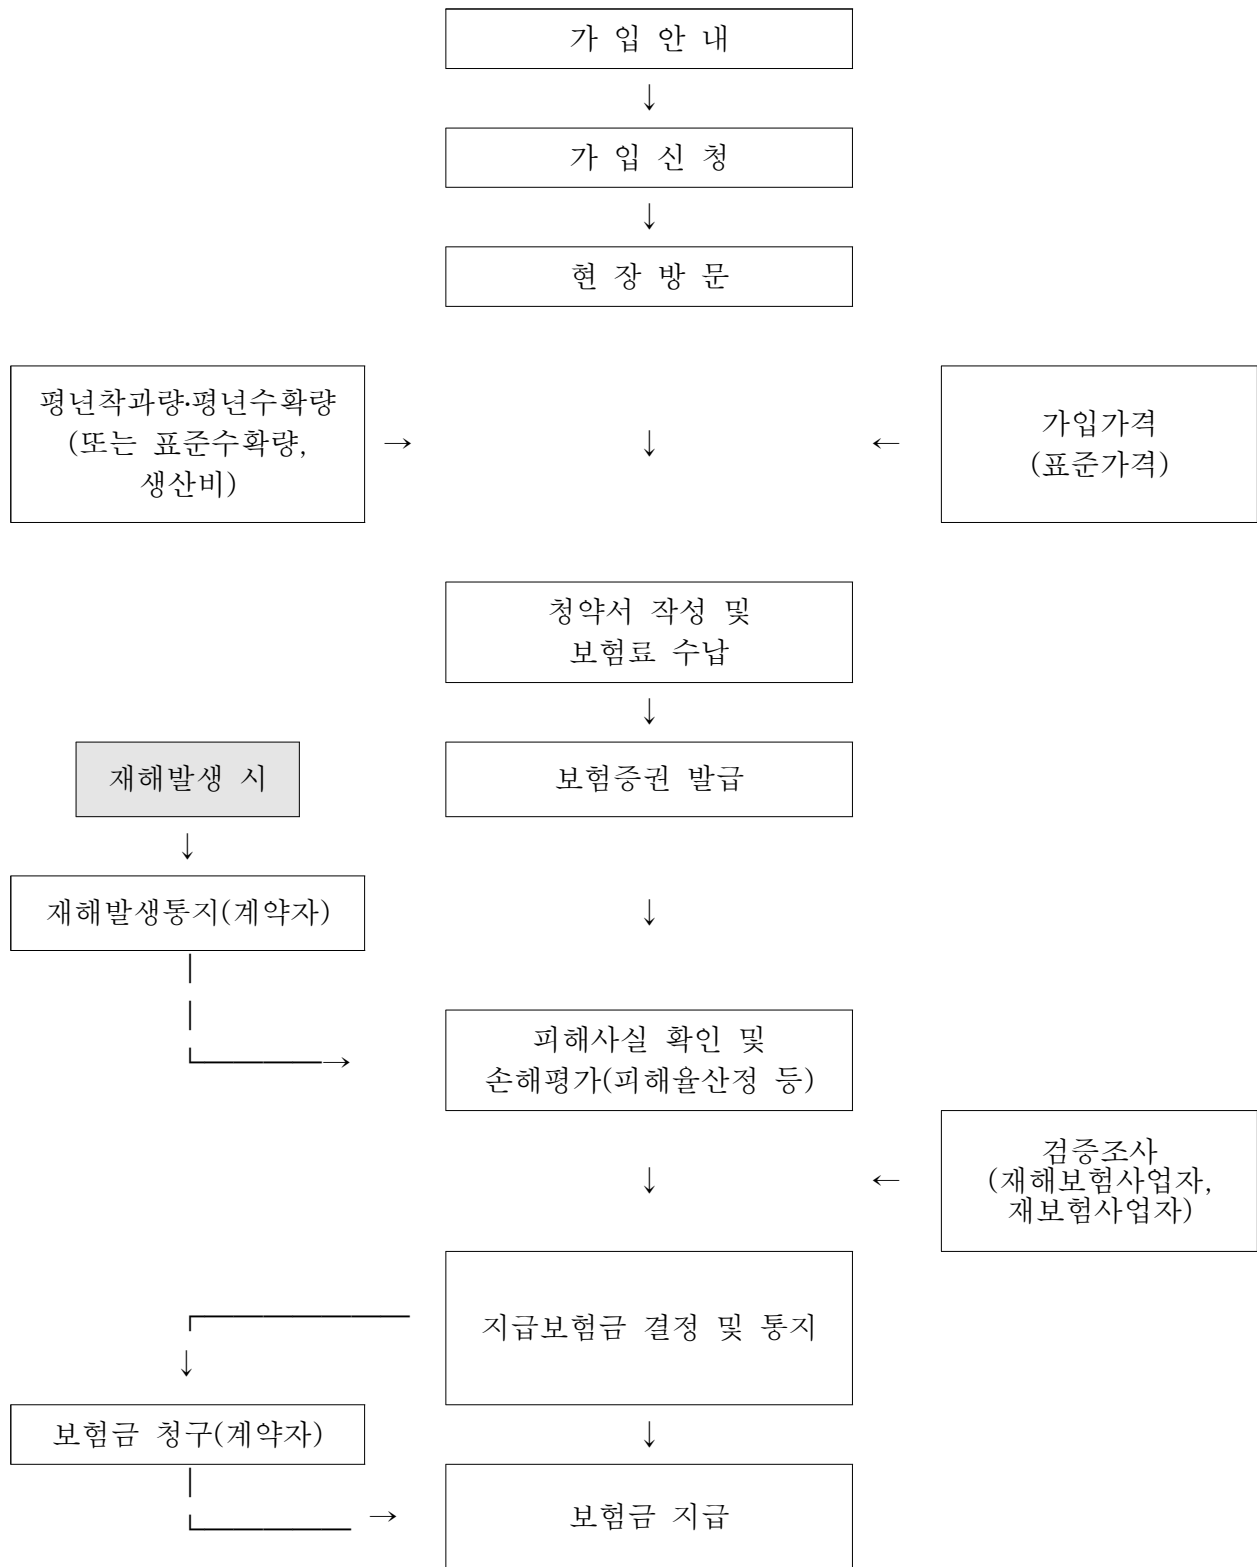 가 입 안 내
↓
가 입 신 청
↓
현 장 방 문
평년착과량·평년수확량
(또는 표준수확량,
생산비)
→
↓
←
가입가격
(표준가격)
청약서 작성 및
보험료 수납
↓
재해발생 시
보험증권 발급
↓
재해발생통지(계약자)
↓
피해사실 확인 및
손해평가(피해율산정 등)
→
↓
←
검증조사
(재해보험사업자,
재보험사업자)
지급보험금 결정 및 통지
↓
보험금 청구(계약자)
↓
→
보험금 지급